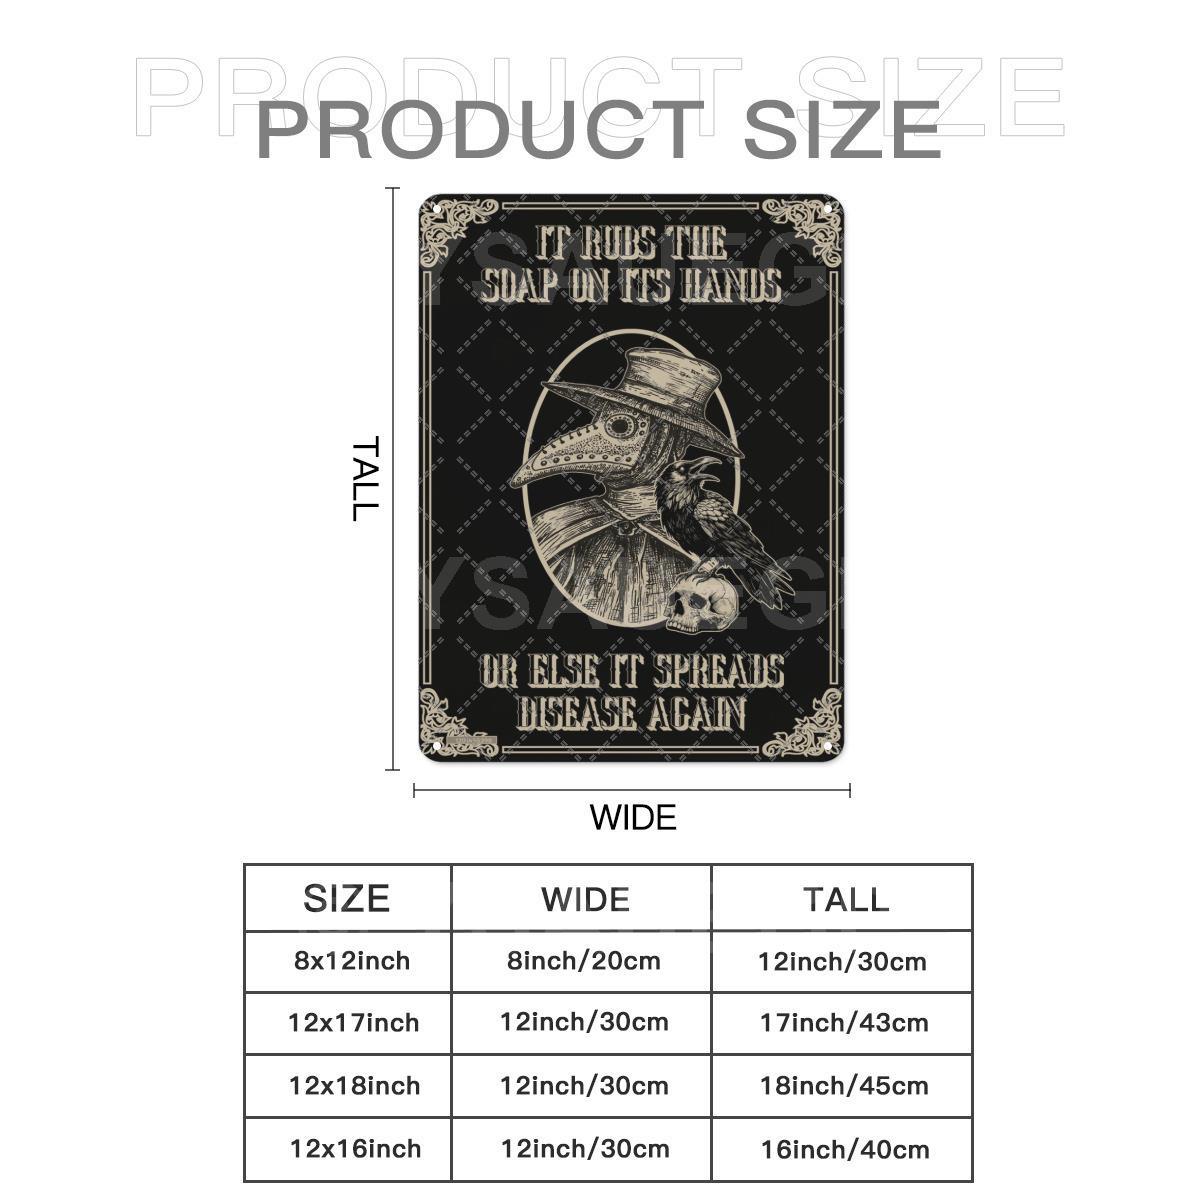 PRODUCT SIZE
PRODUCT SIZE
IT RUBS THE
SOAP ON ITS HANDS
OR ELSE IT SPREADS
DISEASE AGAIN
TALL
WIDE
SIZE WIDE TALL
8x12inch 8inch/20cm 12inch/30cm
12x17inch 12inch/30cm 17inch/43cm
12x18inch 12inch/30cm 18inch/45cm
12x16inch 12inch/30cm 16inch/40cm